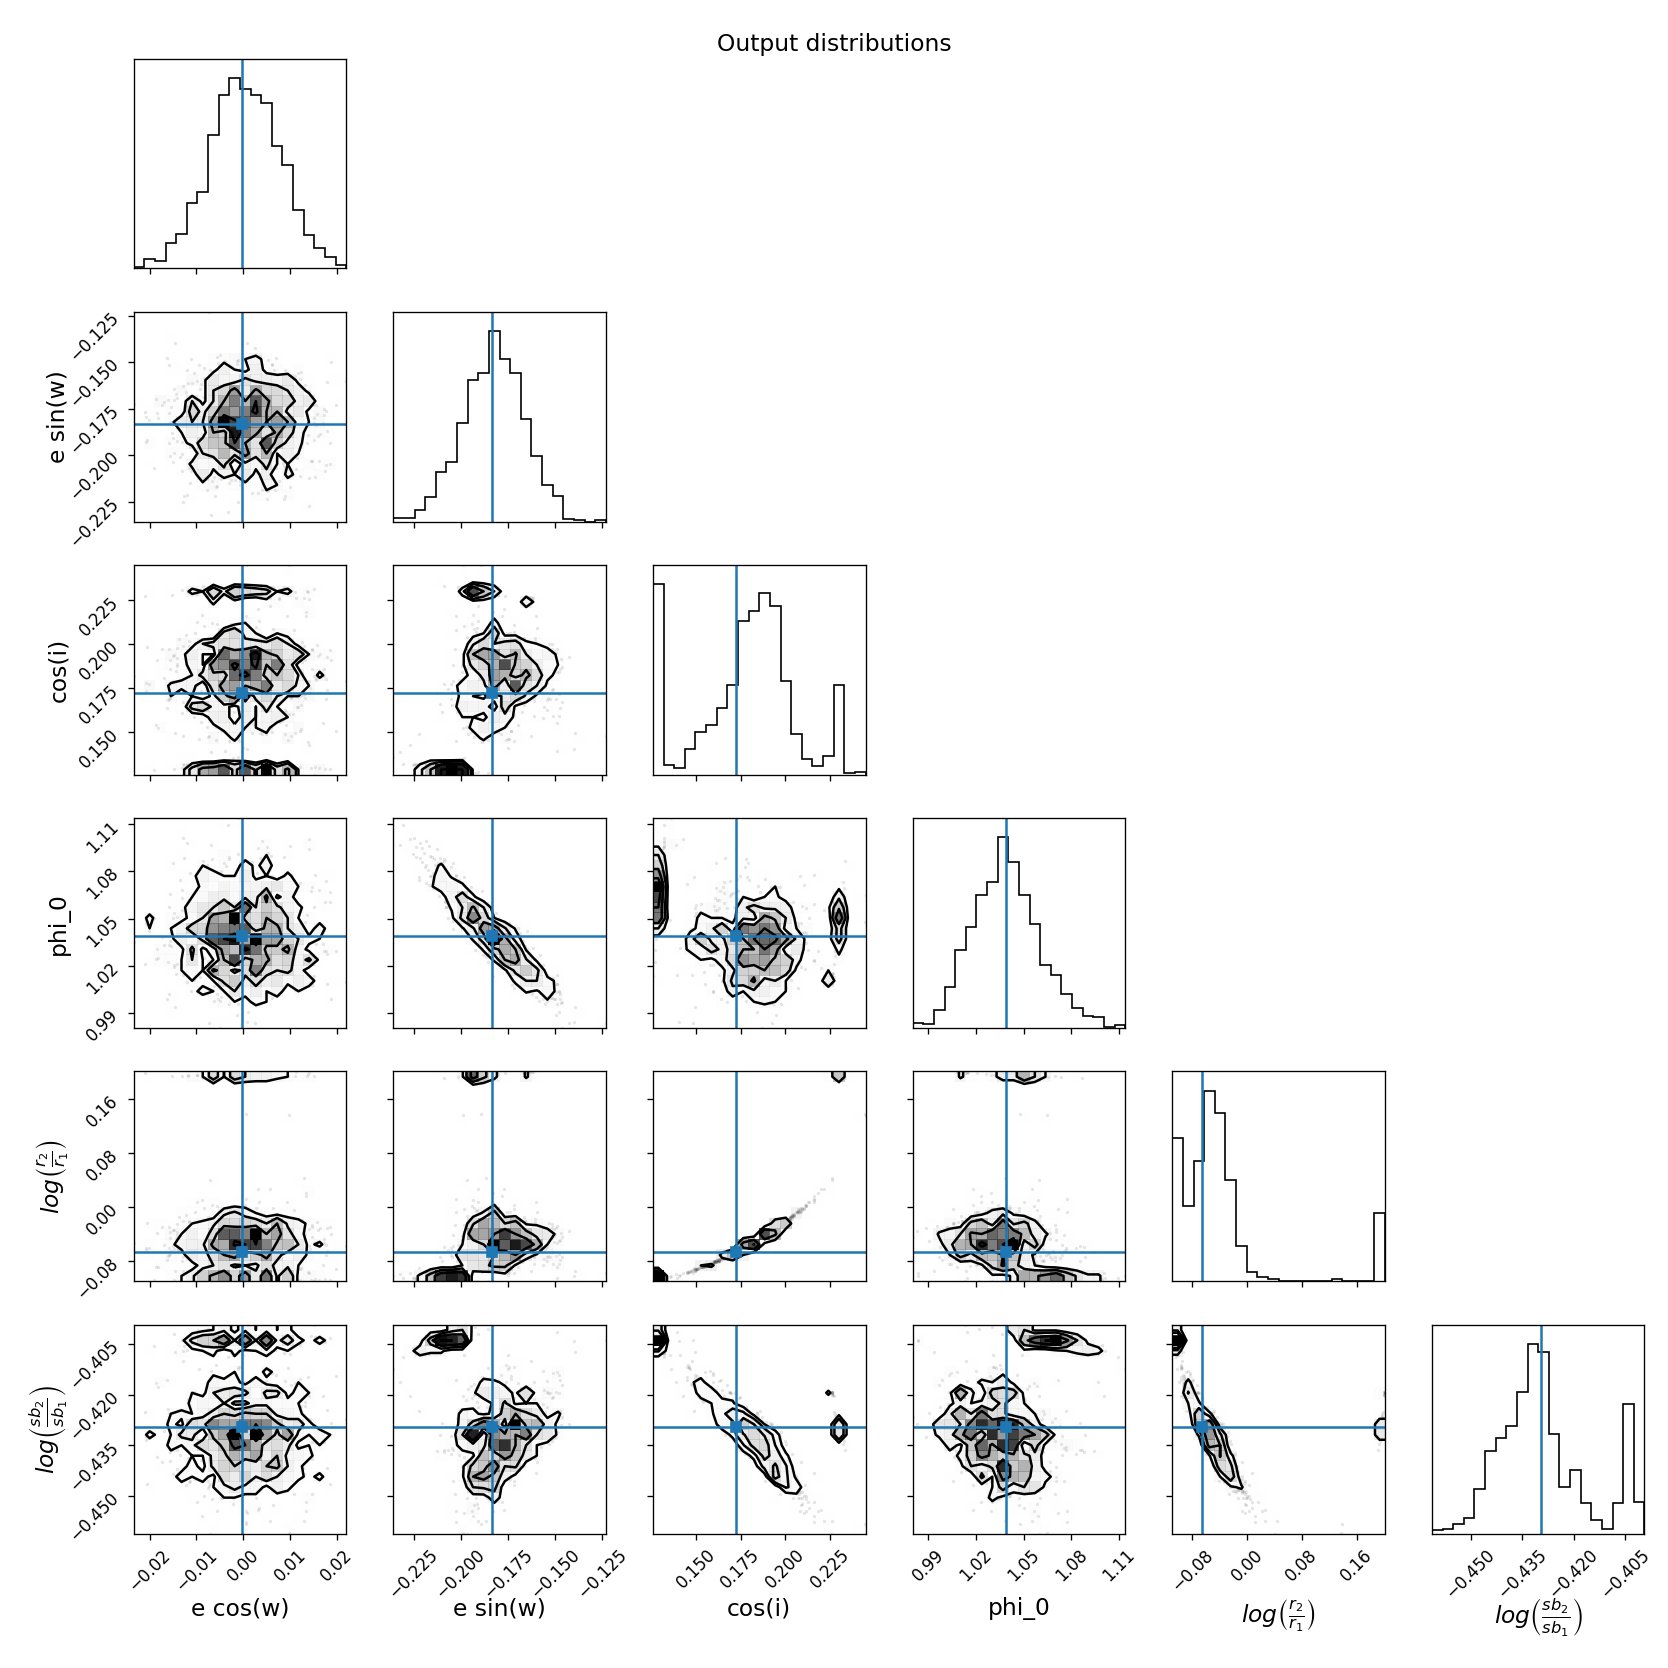 Output distributions
e sin(w)
−0.125
−0.150
−0.175
−0.200
−0.225
cos(i)
0.225
0.200
0.175
0.150
phi_0
1.11
1.08
1.05
1.02
0.99
log(r2/r1)
0.16
0.08
0.00
−0.08
log(sb2/sb1)
−0.405
−0.420
−0.435
−0.450
−0.02 −0.01 0.00 0.01 0.02
−0.225 −0.200 −0.175 −0.150 −0.125
0.150 0.175 0.200 0.225
0.99 1.02 1.05 1.08 1.11
−0.08 0.00 0.08 0.16
−0.450 −0.435 −0.420 −0.405
e cos(w) e sin(w) cos(i) phi_0 log(r2/r1) log(sb2/sb1)